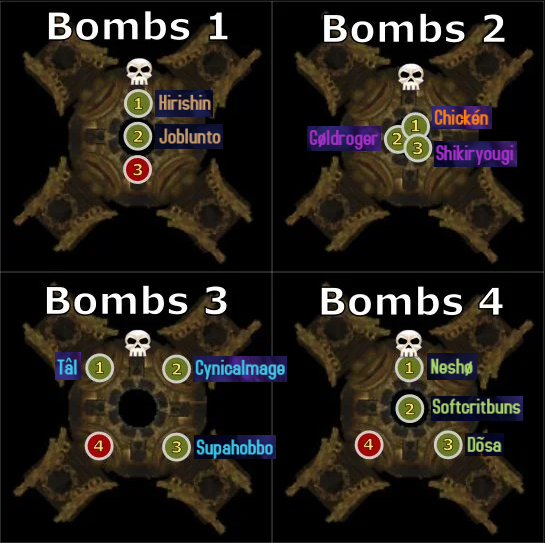 Bombs 1
1 Hirishin
2 Joblunto
3
Bombs 2
1 Chickén
Gøldroger 2
3 Shikiryougi
Bombs 3
Tâl 1
2 Cynicalmage
4
3 Supahobbo
Bombs 4
1 Neshø
2 Softcritbuns
4
3 Dõsa